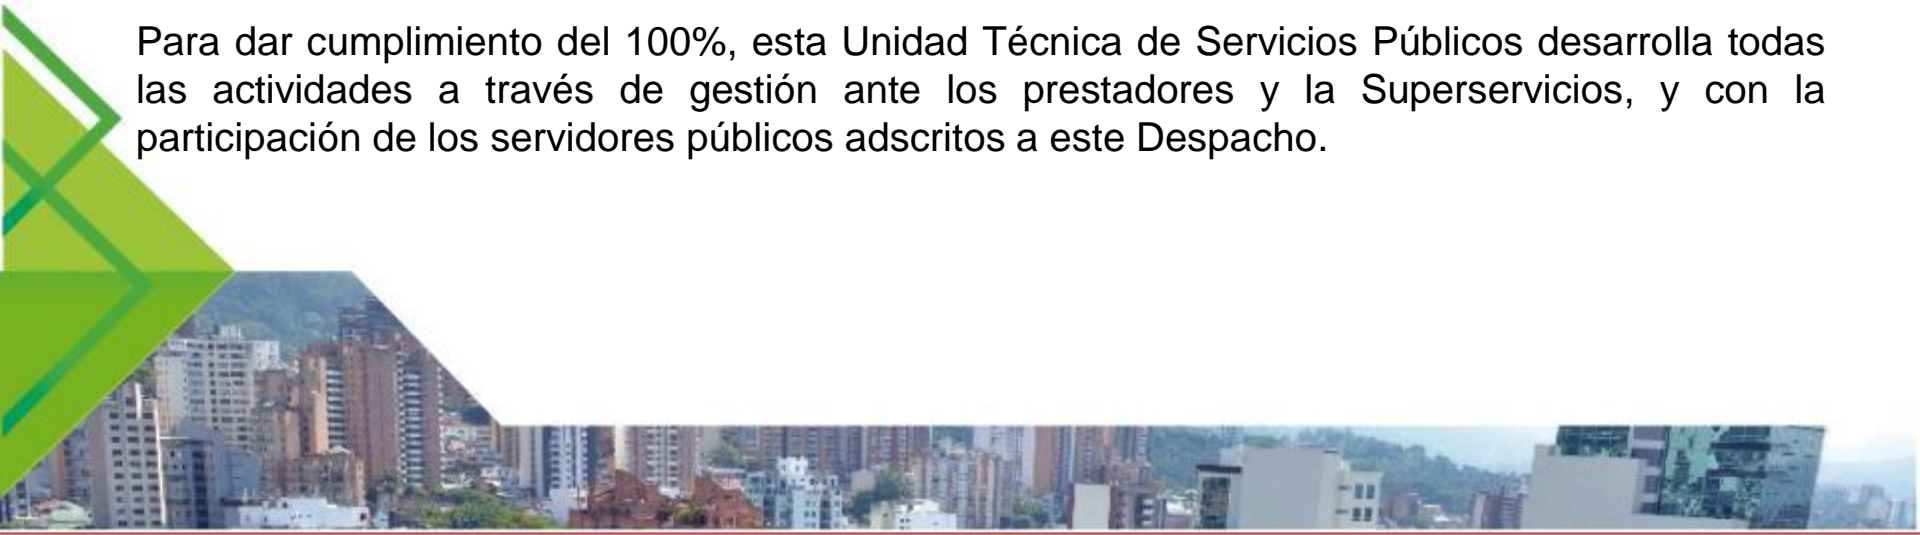 Para dar cumplimiento del 100%, esta Unidad Técnica de Servicios Públicos desarrolla todas
las actividades a través de gestión ante los prestadores y la Superservicios, y con la
participación de los servidores públicos adscritos a este Despacho.